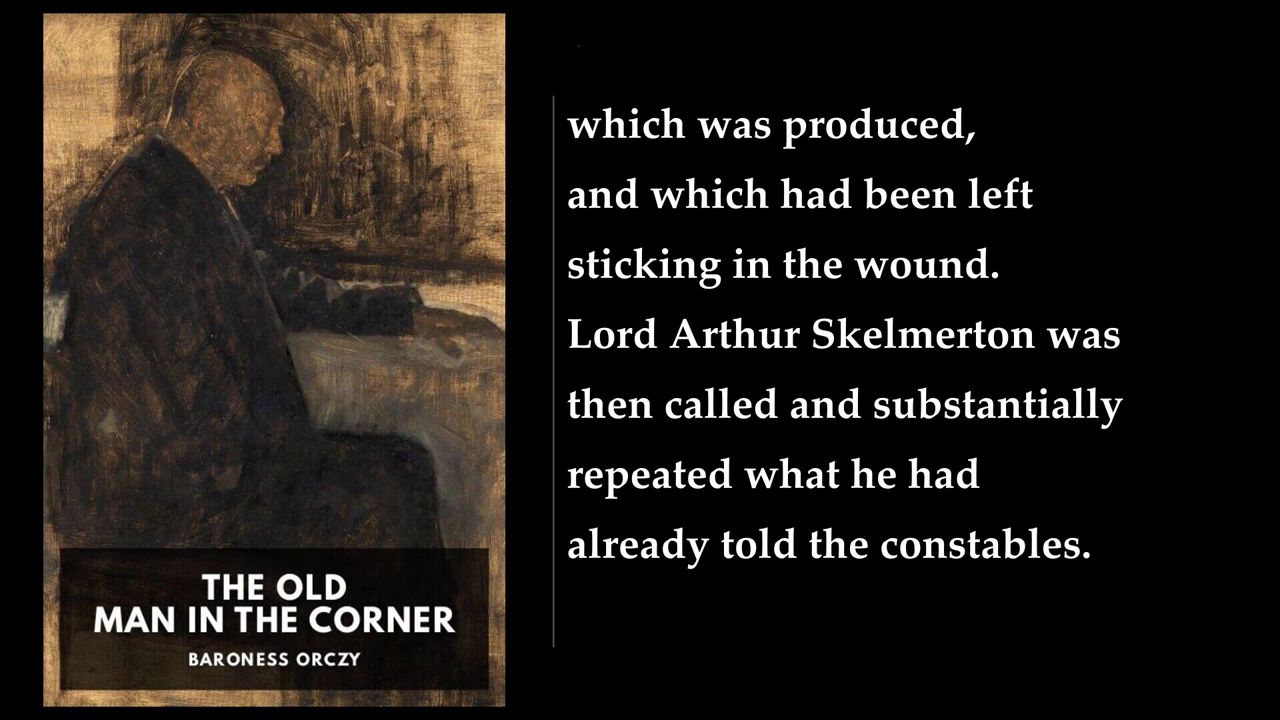 which was produced,
and which had been left
sticking in the wound.
Lord Arthur Skelmerton was
then called and substantially
repeated what he had
already told the constables.
THE OLD
MAN IN THE CORNER
BARONESS ORCZY